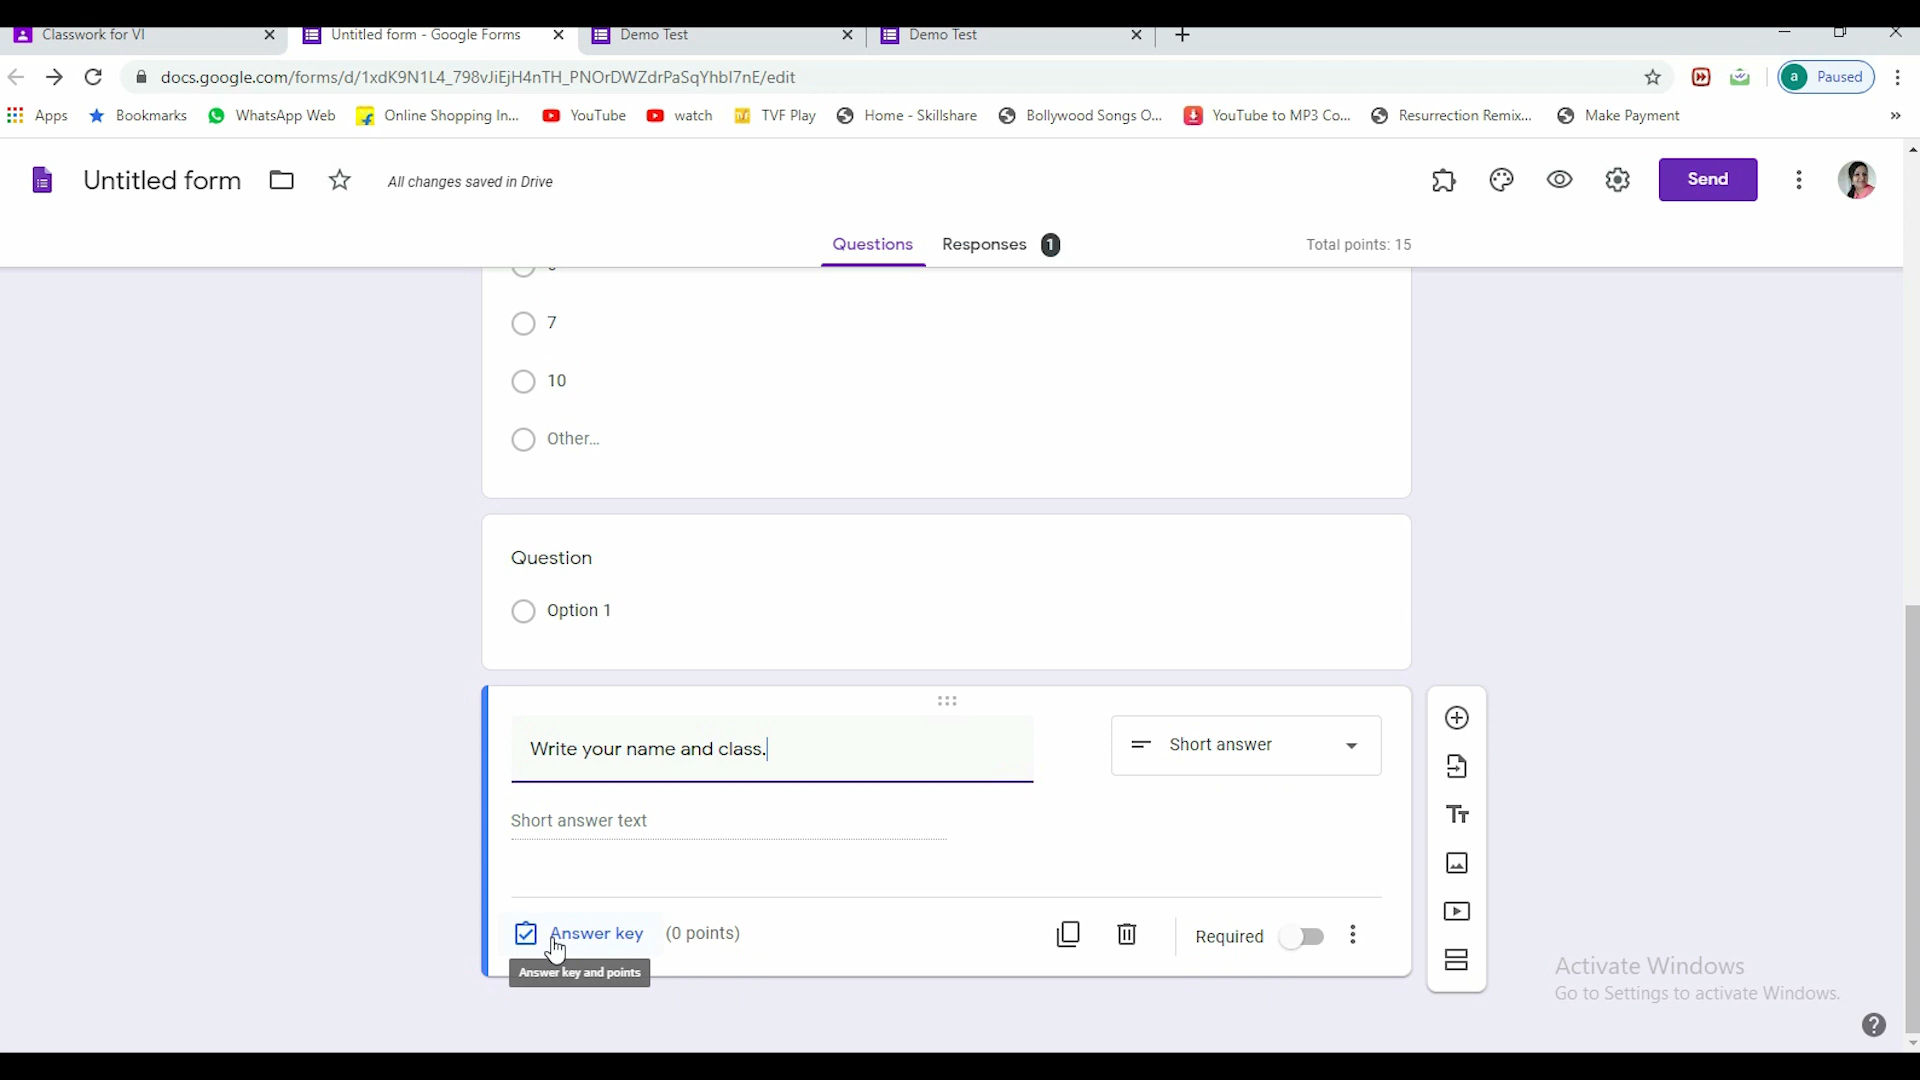 Classwork for VI
Untitled form - Google Forms
Demo Test
Demo Test
docs.google.com/forms/d/1xdK9N1L4_798vJiEjH4nTH_PNOrDWZdrPaSqYhbI7nE/edit
a Paused
Apps Bookmarks WhatsApp Web Online Shopping In... YouTube watch TVF Play Home - Skillshare Bollywood Songs O... YouTube to MP3 Co... Resurrection Remix... Make Payment »
Untitled form
All changes saved in Drive
Send
Questions
Responses 1
Total points: 15
7
10
Other...
Question
Option 1
Write your name and class.
Short answer
Short answer text
Answer key (0 points)
Required
Answer key and points
Tт
Activate Windows
Go to Settings to activate Windows.